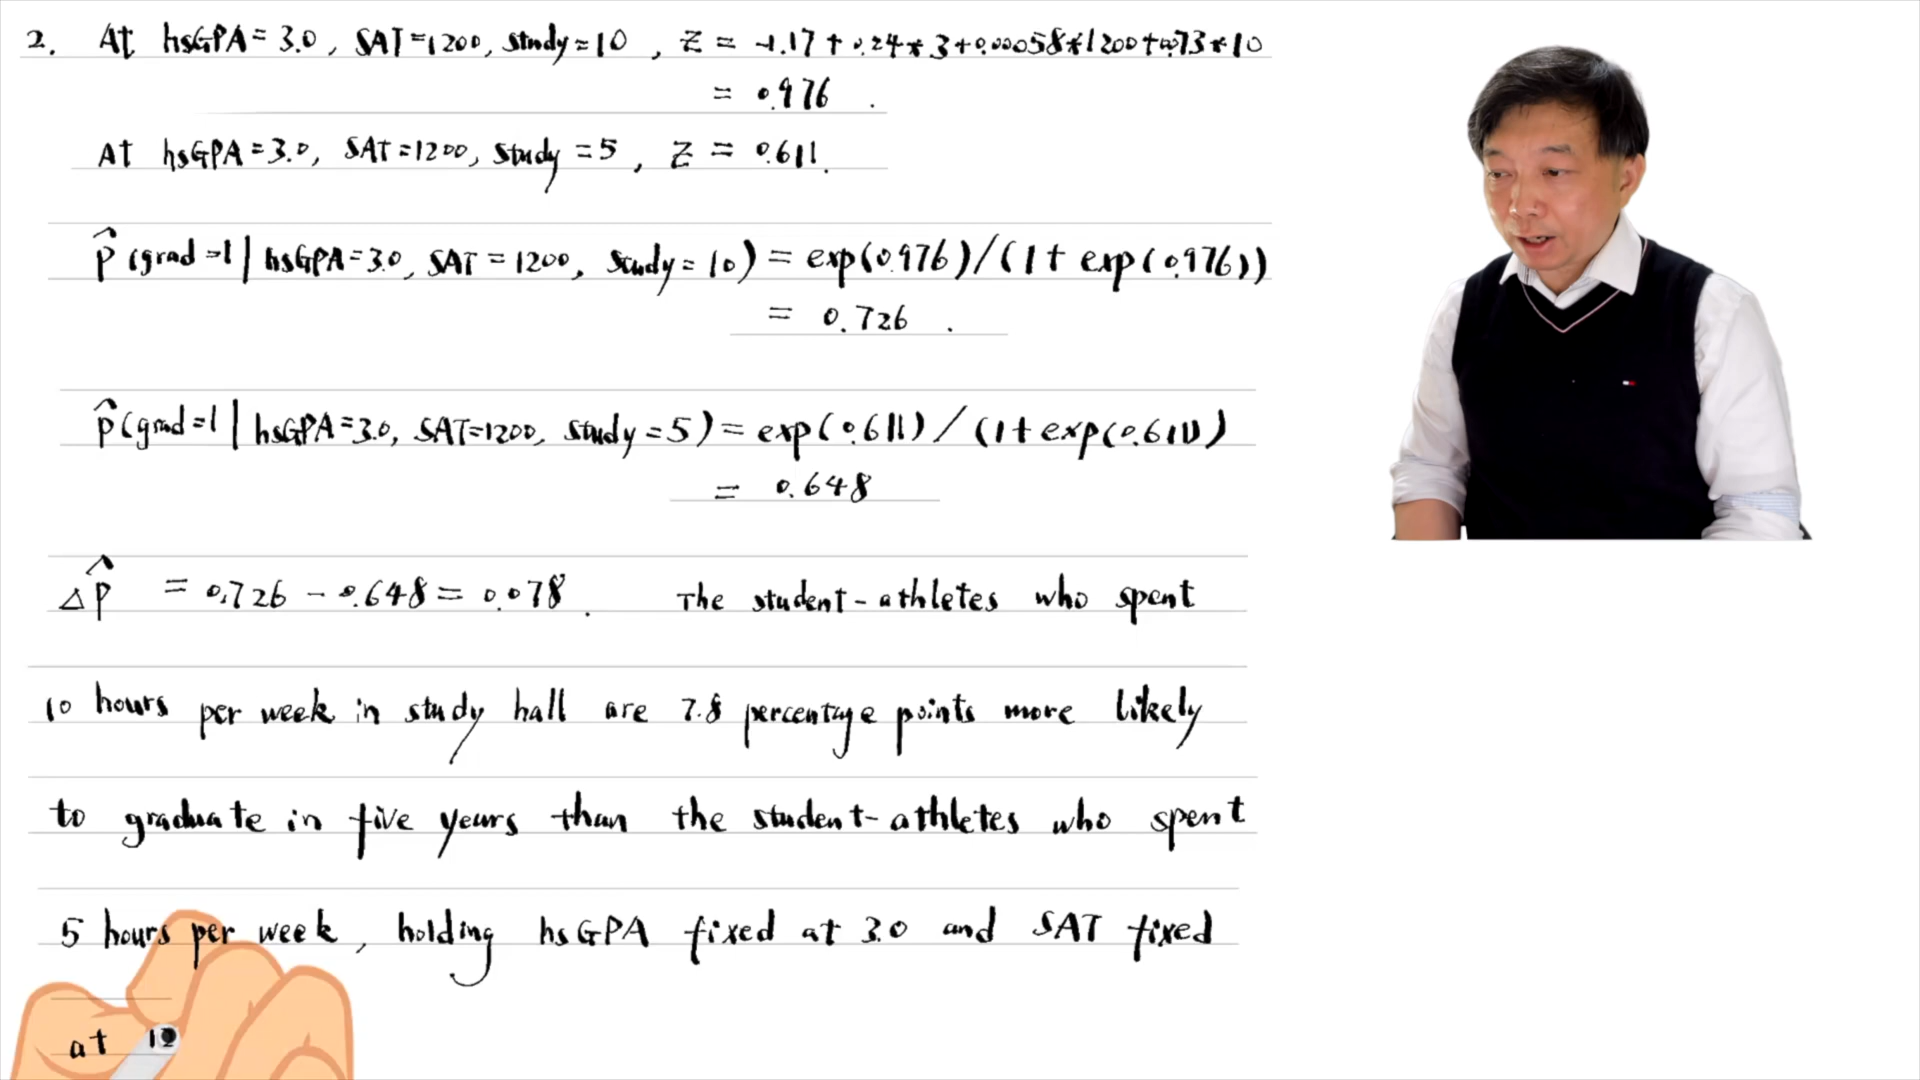 2. At hsGPA = 3.0, SAT=1200, study=10, Z = -1.17 + 0.24*3+0.00058*1200+0.73*10
= 0.976.
At hsGPA=3.0, SAT=1200, study=5, Z = 0.611.
p̂(grad=1 | hsGPA=3.0, SAT = 1200, study=10) = exp(0.976)/(1+exp(0.976))
= 0.726.
p̂(grad=1 | hsGPA=3.0, SAT=1200, study=5) = exp(0.611)/(1+exp(0.611)
= 0.648
Δp̂ = 0.726 - 0.648 = 0.078. The student-athletes who spent
10 hours per week in study hall are 7.8 percentage points more likely
to graduate in five years than the student-athletes who spent
5 hours per week, holding hsGPA fixed at 3.0 and SAT fixed
at 12